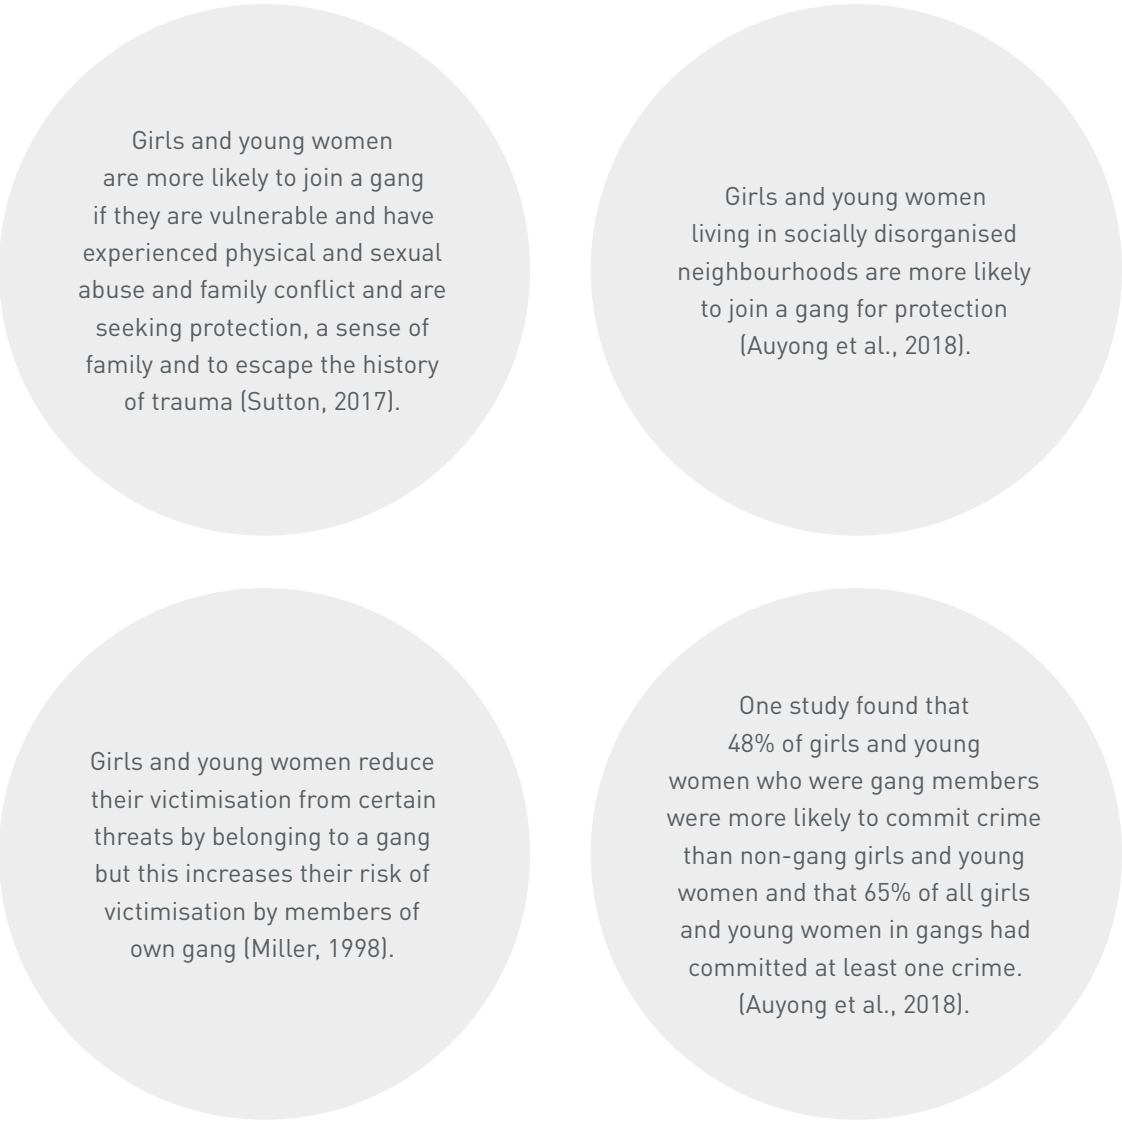 Girls and young women
are more likely to join a gang
if they are vulnerable and have
experienced physical and sexual
abuse and family conflict and are
seeking protection, a sense of
family and to escape the history
of trauma (Sutton, 2017).
Girls and young women
living in socially disorganised
neighbourhoods are more likely
to join a gang for protection
(Auyong et al., 2018).
Girls and young women reduce
their victimisation from certain
threats by belonging to a gang
but this increases their risk of
victimisation by members of
own gang (Miller, 1998).
One study found that
48% of girls and young
women who were gang members
were more likely to commit crime
than non-gang girls and young
women and that 65% of all girls
and young women in gangs had
committed at least one crime.
(Auyong et al., 2018).